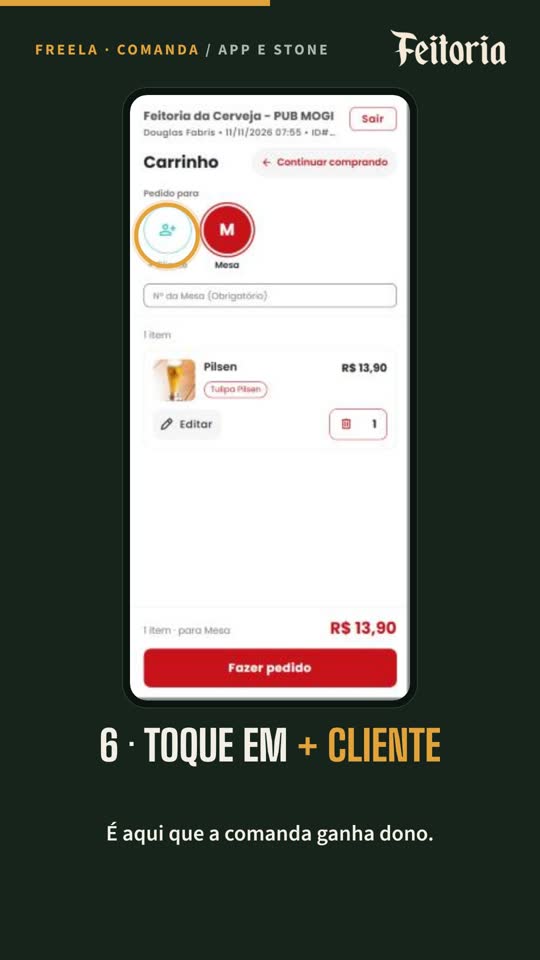 FREELA · COMANDA / APP E STONE
Feitoria
Feitoria da Cerveja - PUB MOGI
Sair
Douglas Fabris • 11/11/2026 07:55 • ID#...
Carrinho
← Continuar comprando
Pedido para
M
Mesa
Nº da Mesa (Obrigatório)
1 item
Pilsen
R$ 13,90
Tulipa Pilsen
Editar
1
1 item · para Mesa
R$ 13,90
Fazer pedido
6 · TOQUE EM + CLIENTE
É aqui que a comanda ganha dono.